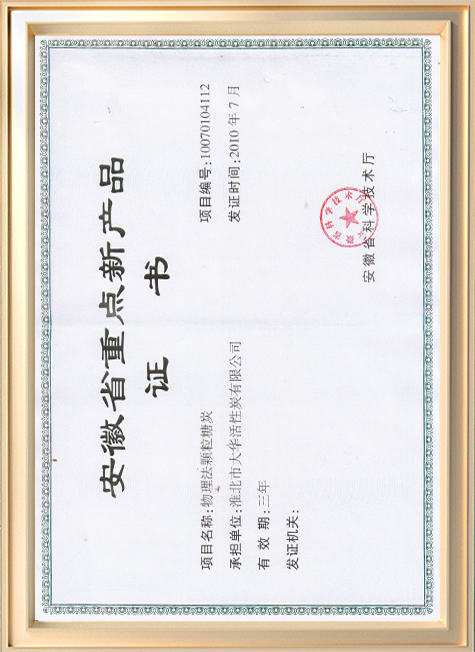 安徽省重点新产品
证 书
项目名称:物理法颗粒糖炭
项目编号:10070104112
承担单位:淮北市大华活性炭有限公司
发证时间:2010 年 7 月
有 效 期:三年
发证机关:
安徽省科学技术厅